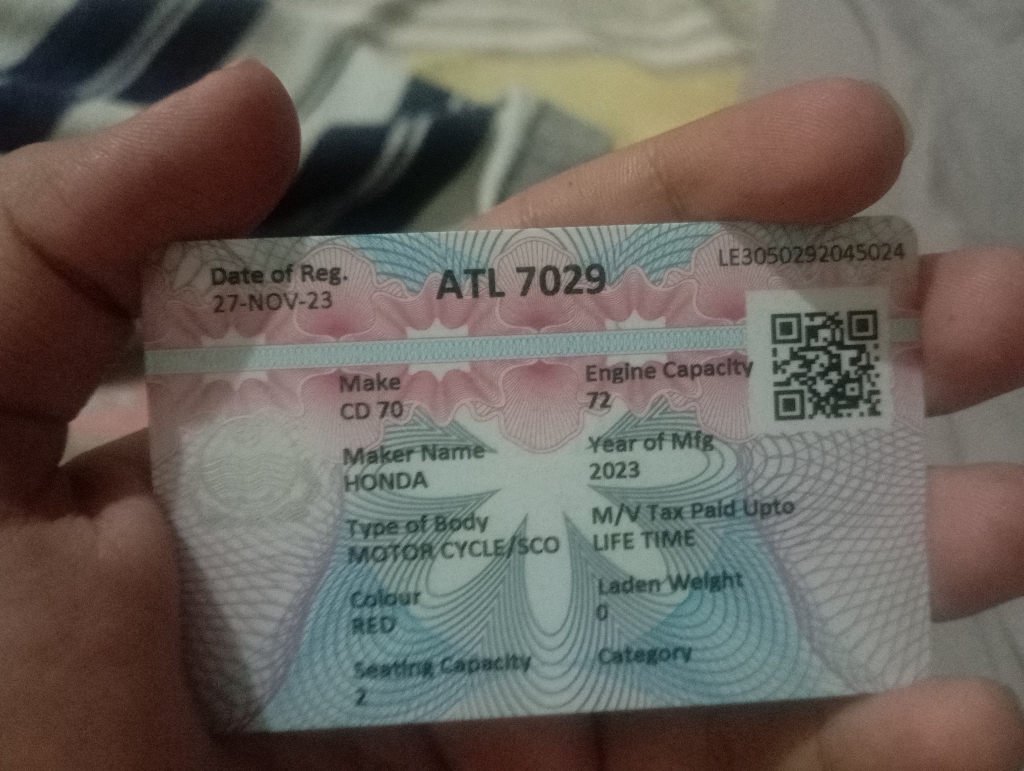 Date of Reg.
27-NOV-23
ATL 7029
LE3050292045024
Make
CD 70
Engine Capacity
72
Maker Name
HONDA
Year of Mfg
2023
Type of Body
MOTOR CYCLE/SCO
M/V Tax Paid Upto
LIFE TIME
Colour
RED
Laden Weight
0
Seating Capacity
2
Category